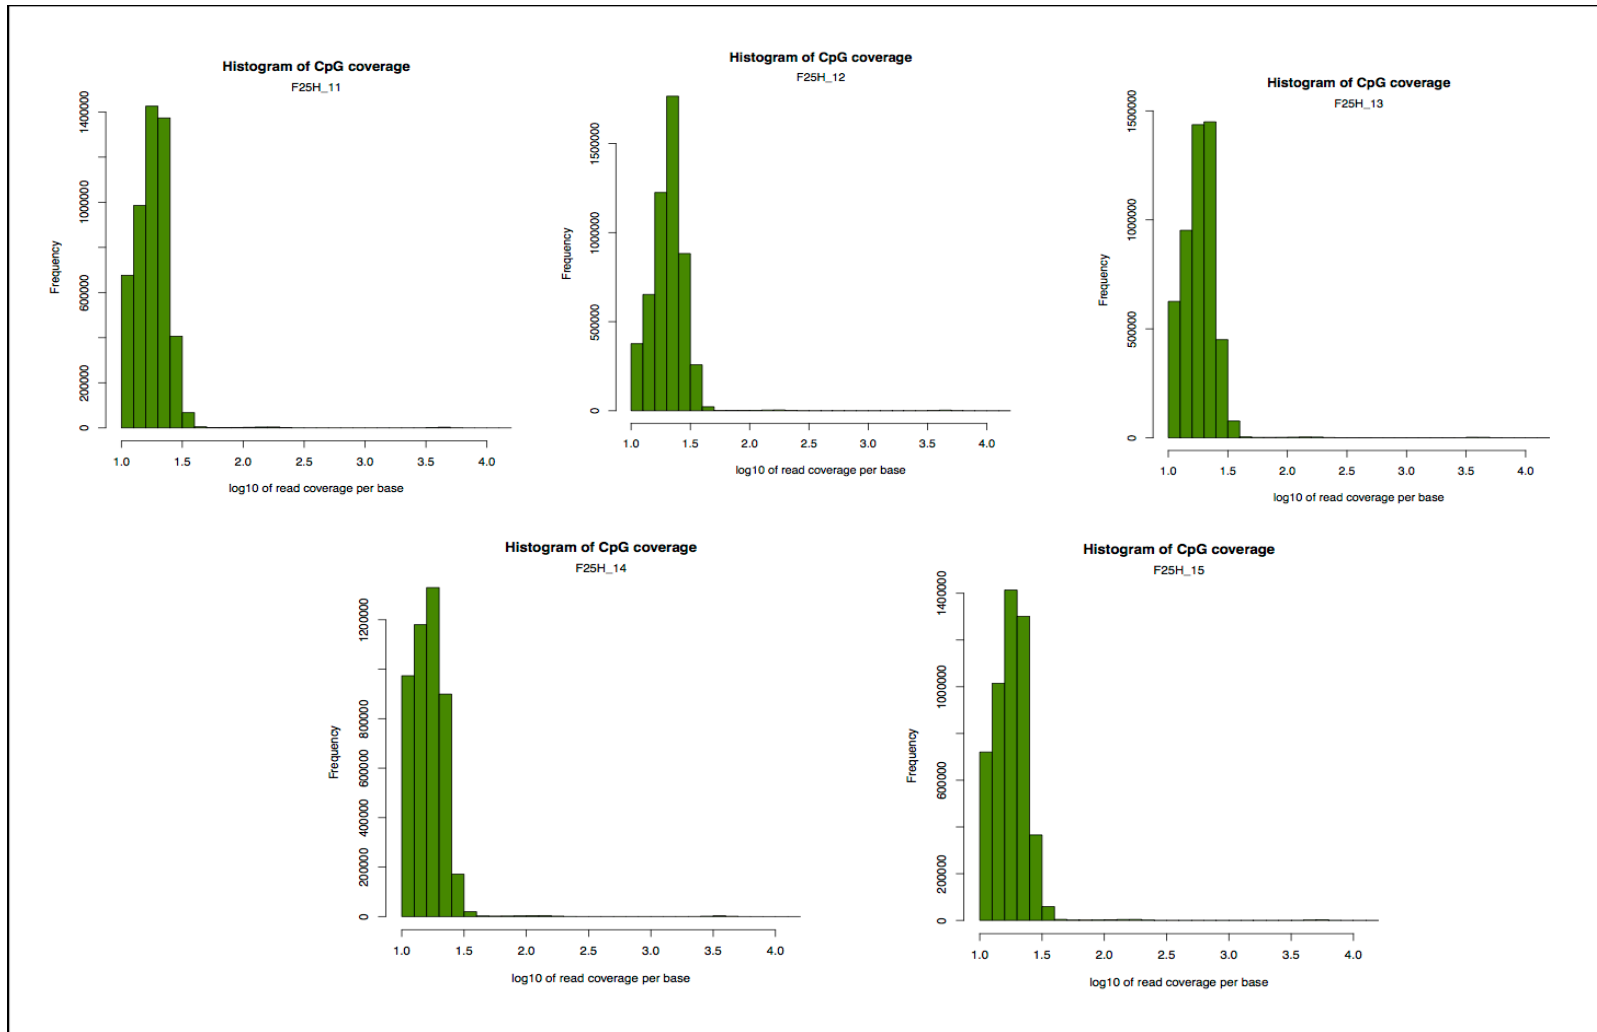 Histogram of CpG coverage
F25H_11
Frequency
0
200000
600000
1000000
1400000
1.0 1.5 2.0 2.5 3.0 3.5 4.0
log10 of read coverage per base
Histogram of CpG coverage
F25H_12
Frequency
0
500000
1000000
1500000
1.0 1.5 2.0 2.5 3.0 3.5 4.0
log10 of read coverage per base
Histogram of CpG coverage
F25H_13
Frequency
0
500000
1000000
1500000
1.0 1.5 2.0 2.5 3.0 3.5 4.0
log10 of read coverage per base
Histogram of CpG coverage
F25H_14
Frequency
0
200000
400000
600000
800000
1200000
1.0 1.5 2.0 2.5 3.0 3.5 4.0
log10 of read coverage per base
Histogram of CpG coverage
F25H_15
Frequency
0
200000
600000
1000000
1400000
1.0 1.5 2.0 2.5 3.0 3.5 4.0
log10 of read coverage per base